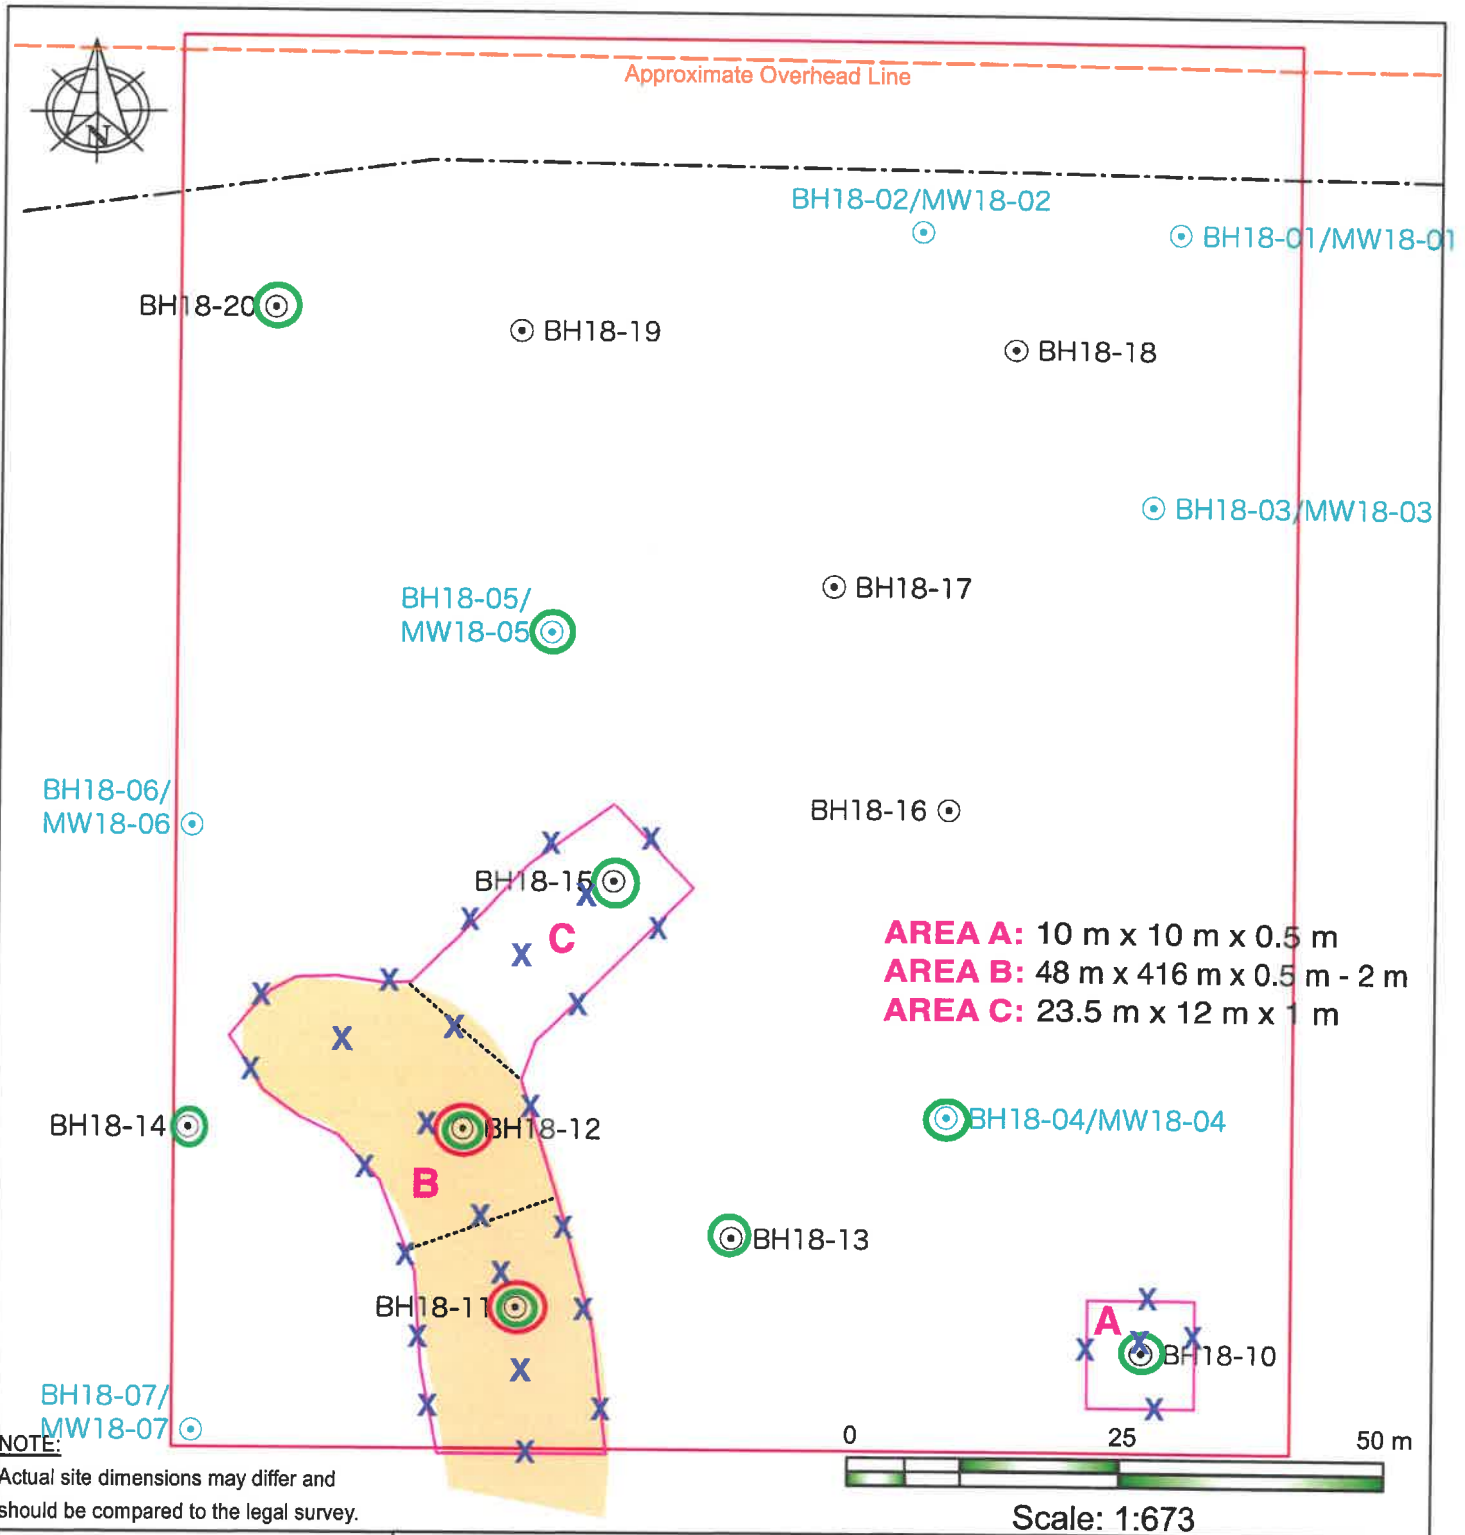 Approximate Overhead Line
N
BH18-02/MW18-02
BH18-01/MW18-01
BH18-20
BH18-19
BH18-18
BH18-03/MW18-03
BH18-17
BH18-05/
MW18-05
BH18-06/
MW18-06
BH18-16
X X
BH18-15
X
X
C
X
X
AREA A: 10 m x 10 m x 0.5 m
AREA B: 48 m x 416 m x 0.5 m - 2 m
AREA C: 23.5 m x 12 m x 1 m
X
X
X
X
X
X
X
BH18-14
X
BH18-12
BH18-04/MW18-04
X
B
X
X
X
BH18-13
X
BH18-11
X
X
X
X
X
X
X
A
X
X
X
X
BH18-10
X
BH18-07/
MW18-07
NOTE:
Actual site dimensions may differ and
should be compared to the legal survey.
0 25 50 m
Scale: 1:673